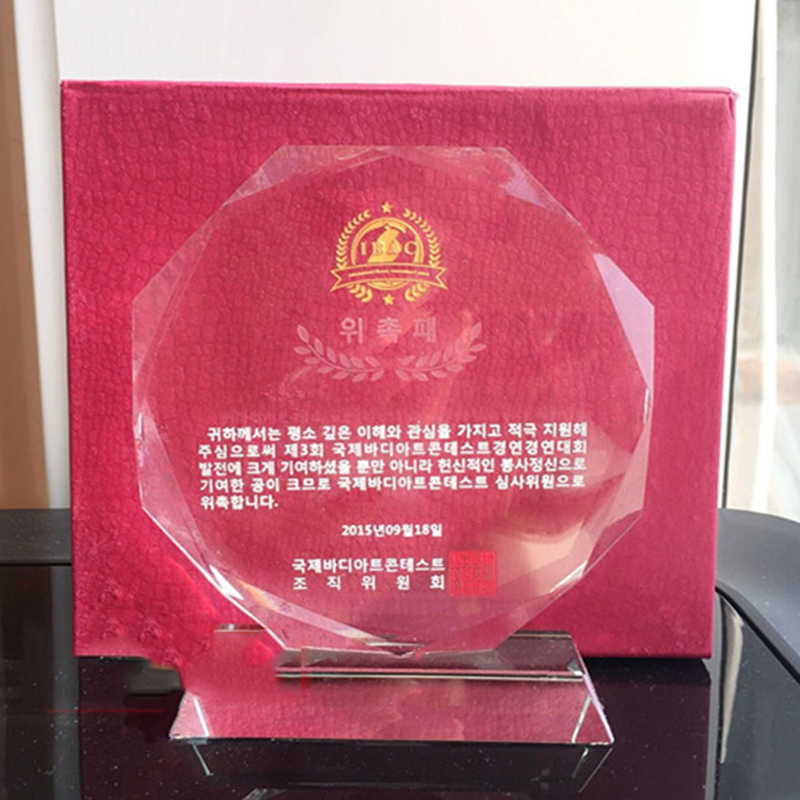 IBAC
위촉패
귀하께서는 평소 깊은 이해와 관심을 가지고 적극 지원해
주심으로써 제3회 국제바디아트콘테스트경연경연대회
발전에 크게 기여하셨을 뿐만 아니라 헌신적인 봉사정신으로
기여한 공이 크므로 국제바디아트콘테스트 심사위원으로
위촉합니다.
2015년09월18일
국제바디아트콘테스트
조직위원회